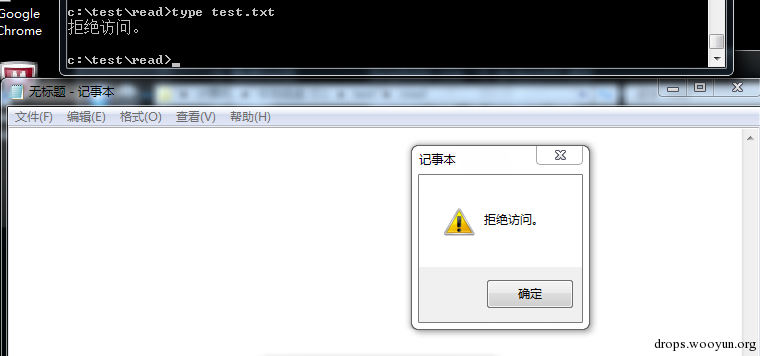 Google
Chrome
c:\test\read>type test.txt
拒绝访问。
c:\test\read>
无标题 - 记事本
文件(F) 编辑(E) 格式(O) 查看(V) 帮助(H)
记事本
拒绝访问。
确定
drops.wooyun.org